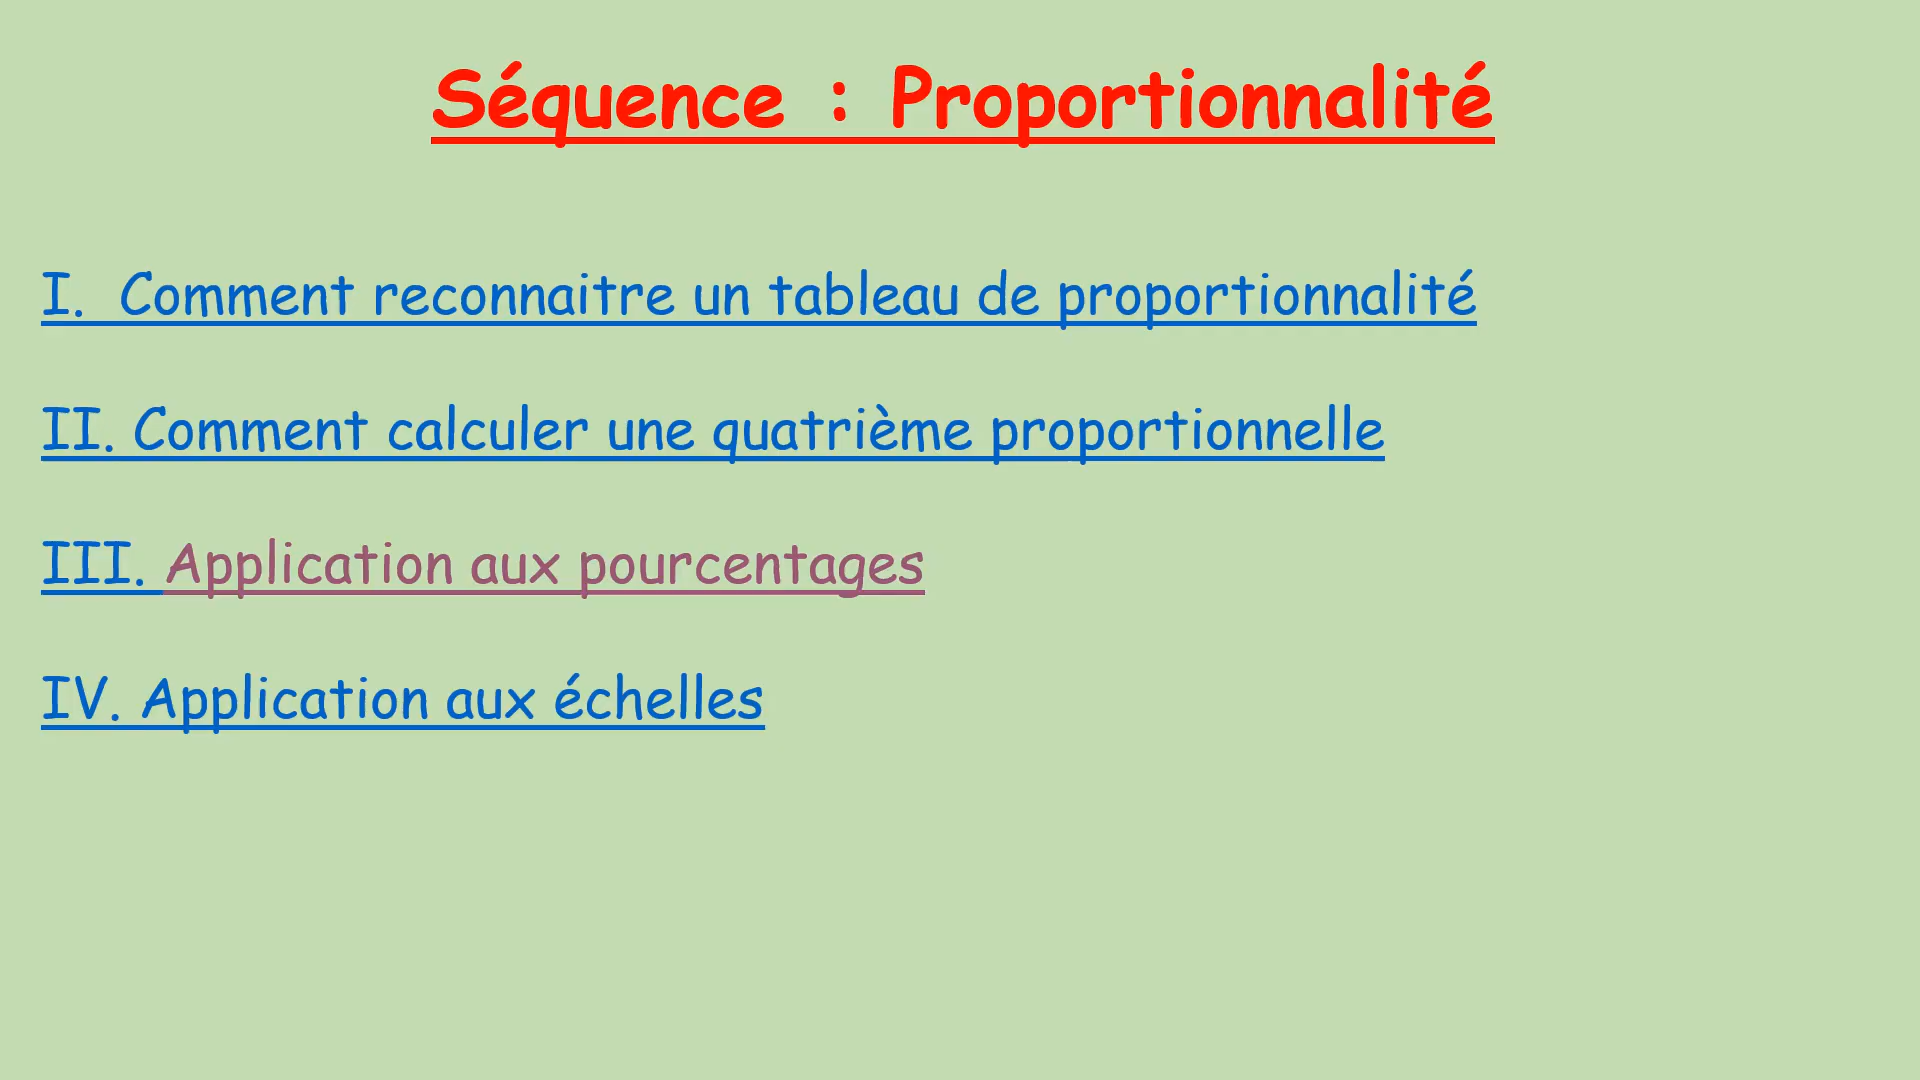 Séquence : Proportionnalité
I. Comment reconnaitre un tableau de proportionnalité
II. Comment calculer une quatrième proportionnelle
III. Application aux pourcentages
IV. Application aux échelles